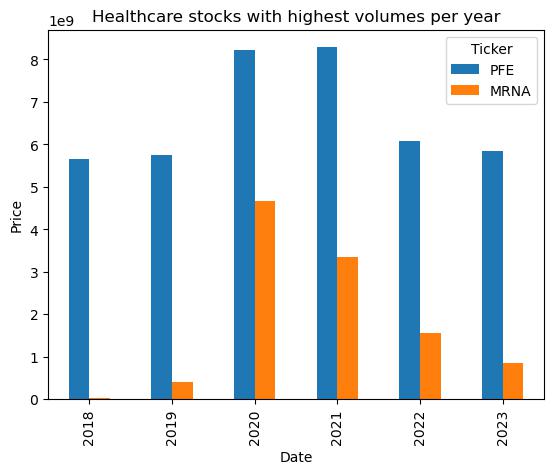 Healthcare stocks with highest volumes per year
1e9
Ticker
PFE
MRNA
8
7
6
5
4
3
2
1
0
Price
2018
2019
2020
2021
2022
2023
Date